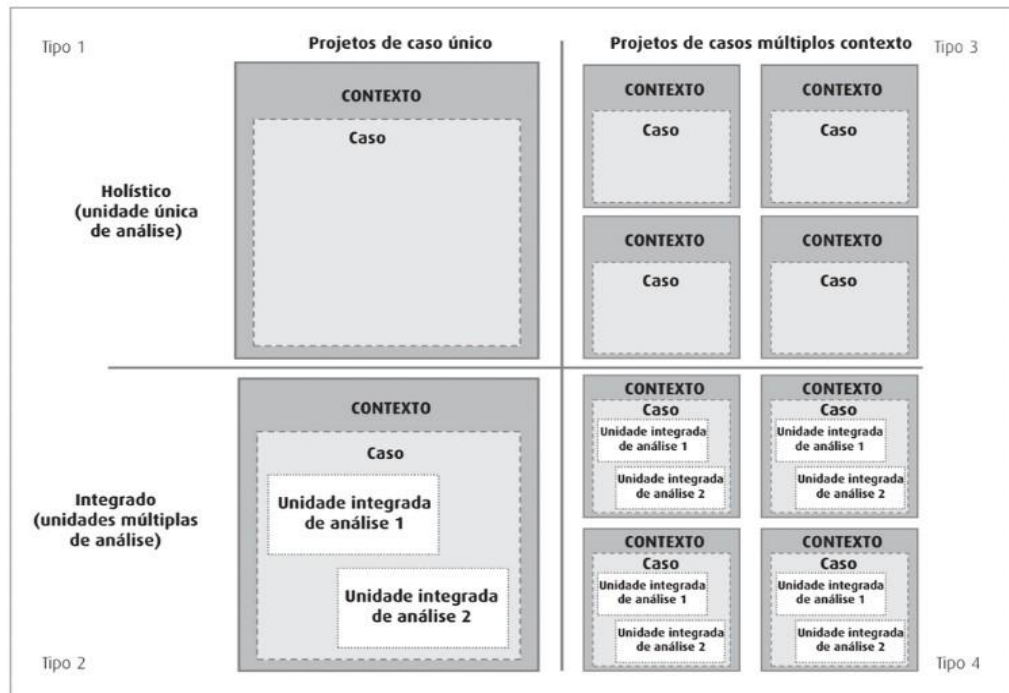 Tipo 1
Projetos de caso único
Projetos de casos múltiplos contexto
Tipo 3
CONTEXTO
Caso
CONTEXTO
Caso
CONTEXTO
Caso
Holístico
(unidade única
de análise)
CONTEXTO
Caso
CONTEXTO
Caso
CONTEXTO
Caso
Unidade integrada
de análise 1
Unidade integrada
de análise 2
CONTEXTO
Caso
Unidade integrada
de análise 1
Unidade integrada
de análise 2
CONTEXTO
Caso
Unidade integrada
de análise 1
Unidade integrada
de análise 2
Integrado
(unidades múltiplas
de análise)
CONTEXTO
Caso
Unidade integrada
de análise 1
Unidade integrada
de análise 2
CONTEXTO
Caso
Unidade integrada
de análise 1
Unidade integrada
de análise 2
Tipo 2
Tipo 4